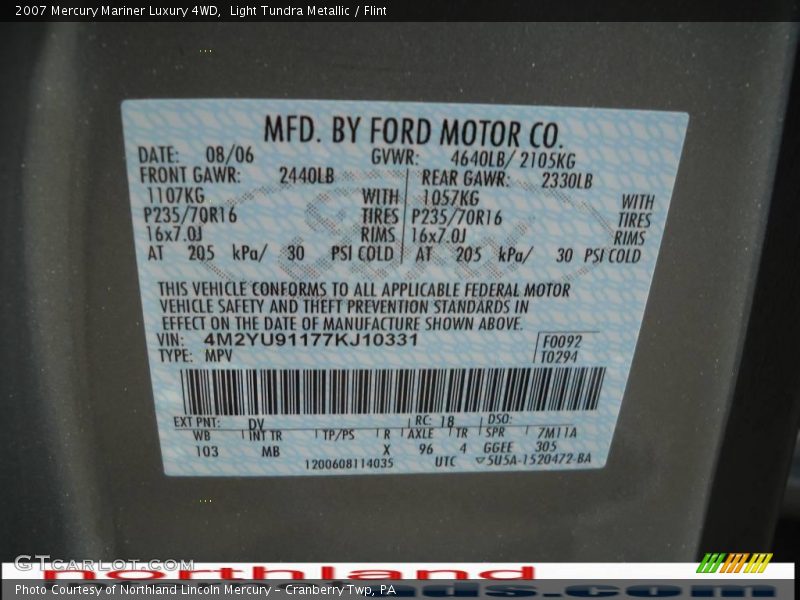 2007 Mercury Mariner Luxury 4WD,  Light Tundra Metallic / Flint
MFD. BY FORD MOTOR CO.
DATE: 08/06 GVWR: 4640LB/ 2105KG
FRONT GAWR: 2440LB REAR GAWR: 2330LB
1107KG WITH 1057KG WITH
P235/70R16 TIRES P235/70R16 TIRES
16x7.0J RIMS 16x7.0J RIMS
AT 205 kPa/ 30 PSI COLD AT 205 kPa/ 30 PSI COLD
THIS VEHICLE CONFORMS TO ALL APPLICABLE FEDERAL MOTOR
VEHICLE SAFETY AND THEFT PREVENTION STANDARDS IN
EFFECT ON THE DATE OF MANUFACTURE SHOWN ABOVE.
VIN: 4M2YU91177KJ10331 F0092
TYPE: MPV T0294
EXT PNT: DV RC: 18 DSO:
WB INT TR TP/PS R AXLE TR SPR 7M11A
103 MB X 96 4 GGEE 305
1200608114035 UTC ▽5U5A-1520472-BA
GTCARLOT.COM
Photo Courtesy of Northland Lincoln Mercury - Cranberry Twp, PA